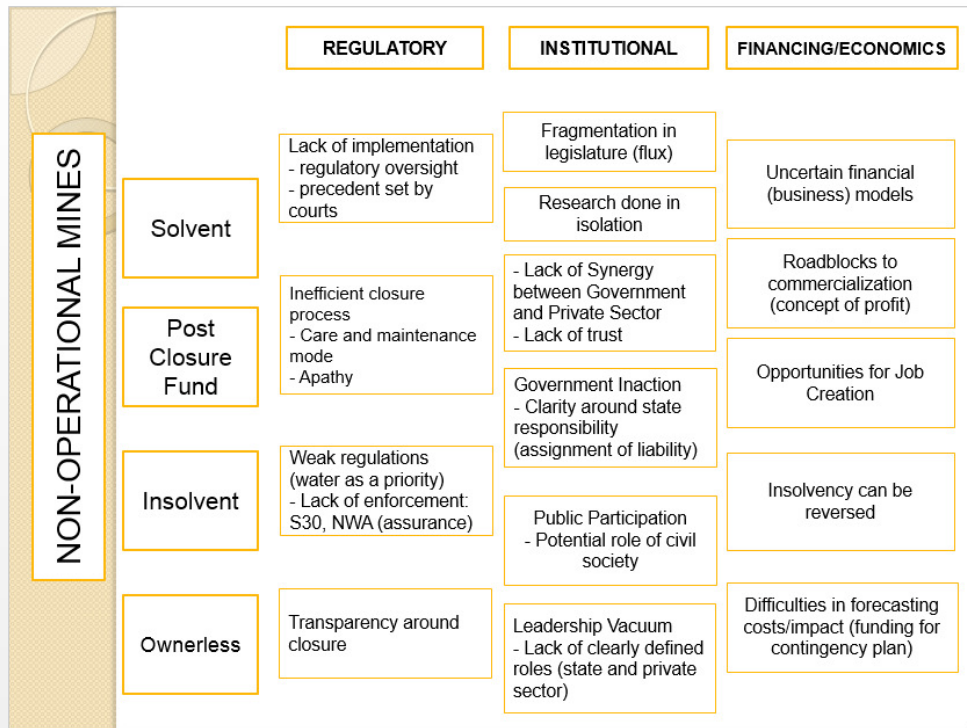 REGULATORY
INSTITUTIONAL
FINANCING/ECONOMICS
NON-OPERATIONAL MINES
Solvent
Post
Closure
Fund
Insolvent
Ownerless
Lack of implementation
- regulatory oversight
- precedent set by
courts
Inefficient closure
process
- Care and maintenance
mode
- Apathy
Weak regulations
(water as a priority)
- Lack of enforcement:
S30, NWA (assurance)
Transparency around
closure
Fragmentation in
legislature (flux)
Research done in
isolation
- Lack of Synergy
between Government
and Private Sector
- Lack of trust
Government Inaction
- Clarity around state
responsibility
(assignment of liability)
Public Participation
- Potential role of civil
society
Leadership Vacuum
- Lack of clearly defined
roles (state and private
sector)
Uncertain financial
(business) models
Roadblocks to
commercialization
(concept of profit)
Opportunities for Job
Creation
Insolvency can be
reversed
Difficulties in forecasting
costs/impact (funding for
contingency plan)